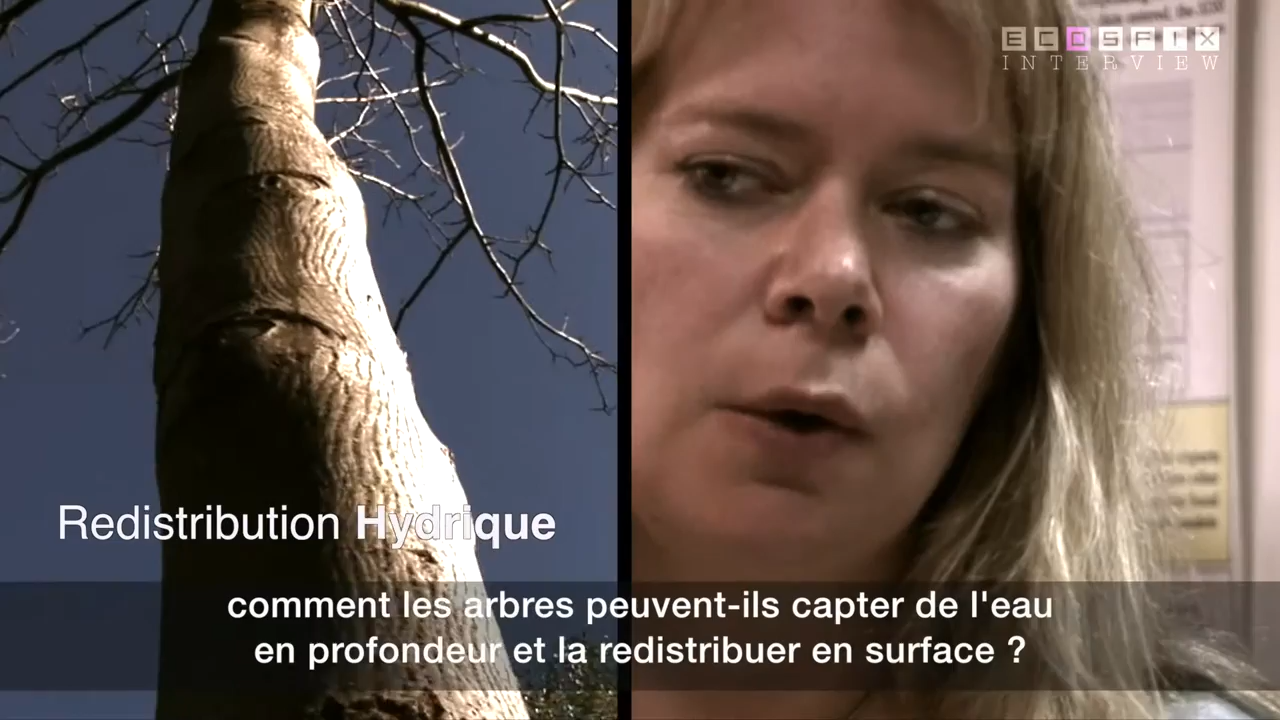 ECOSFIX
INTERVIEW
Redistribution Hydrique
comment les arbres peuvent-ils capter de l'eau
en profondeur et la redistribuer en surface ?